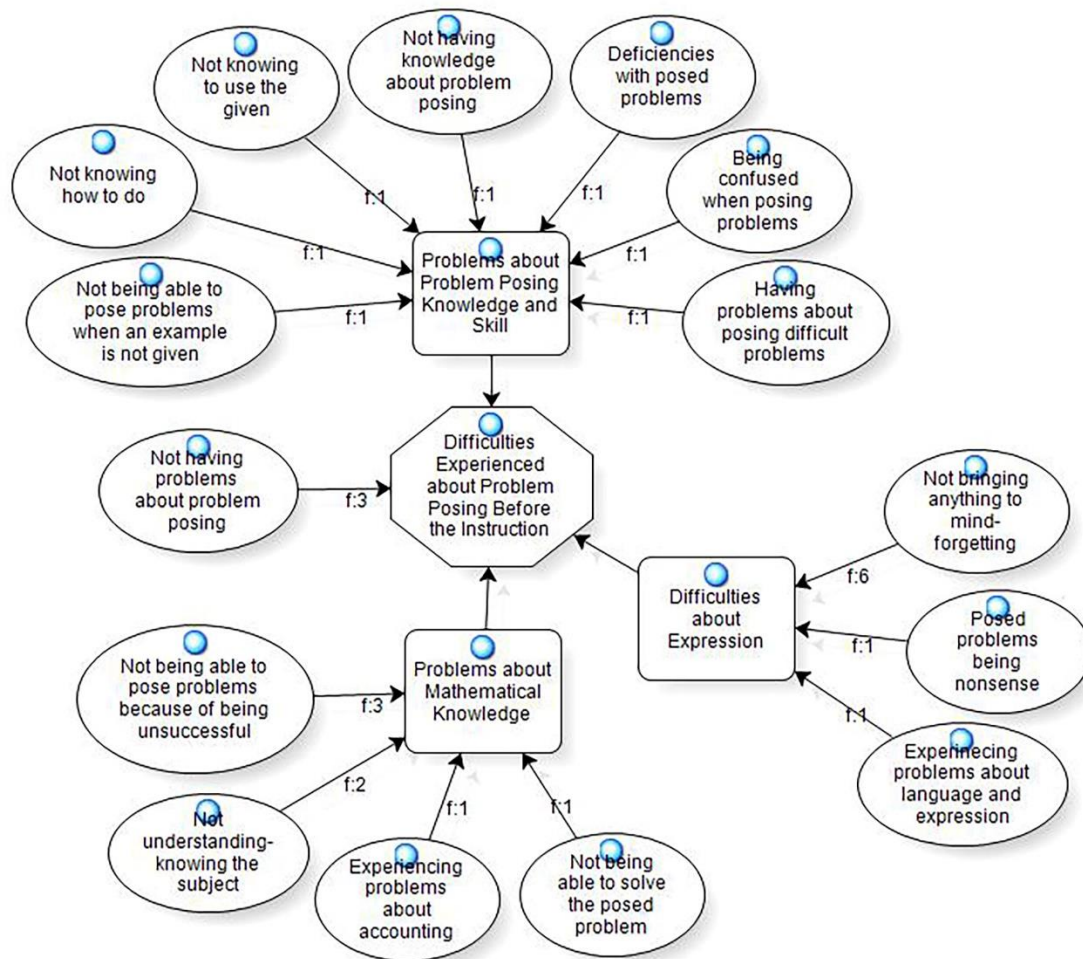 Not knowing
to use the
given
Not having
knowledge
about problem
posing
Deficiencies
with posed
problems
Not knowing
how to do
Being
confused
when posing
problems
f:1
f:1
f:1
f:1
f:1
Not being able to
pose problems
when an example
is not given
f:1
Problems about
Problem Posing
Knowledge and
Skill
f:1
Having
problems about
posing difficult
problems
Not having
problems
about problem
posing
f:3
Difficulties
Experienced
about Problem
Posing Before
the Instruction
Not bringing
anything to
mind-
forgetting
f:6
Difficulties
about
Expression
f:1
Posed
problems
being
nonsense
f:1
Experinecing
problems about
language and
expression
Not being able to
pose problems
because of being
unsuccessful
f:3
Problems about
Mathematical
Knowledge
f:2
Not
understanding-
knowing the
subject
f:1
Experiencing
problems
about
accounting
f:1
Not being
able to solve
the posed
problem